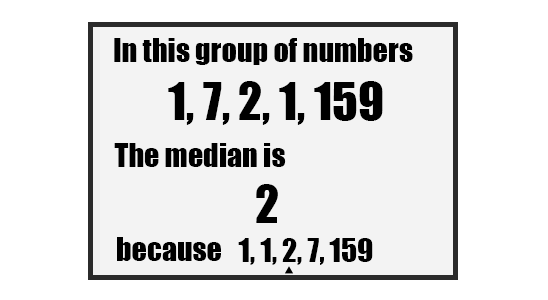 In this group of numbers
1, 7, 2, 1, 159
The median is
2
because 1, 1, 2, 7, 159